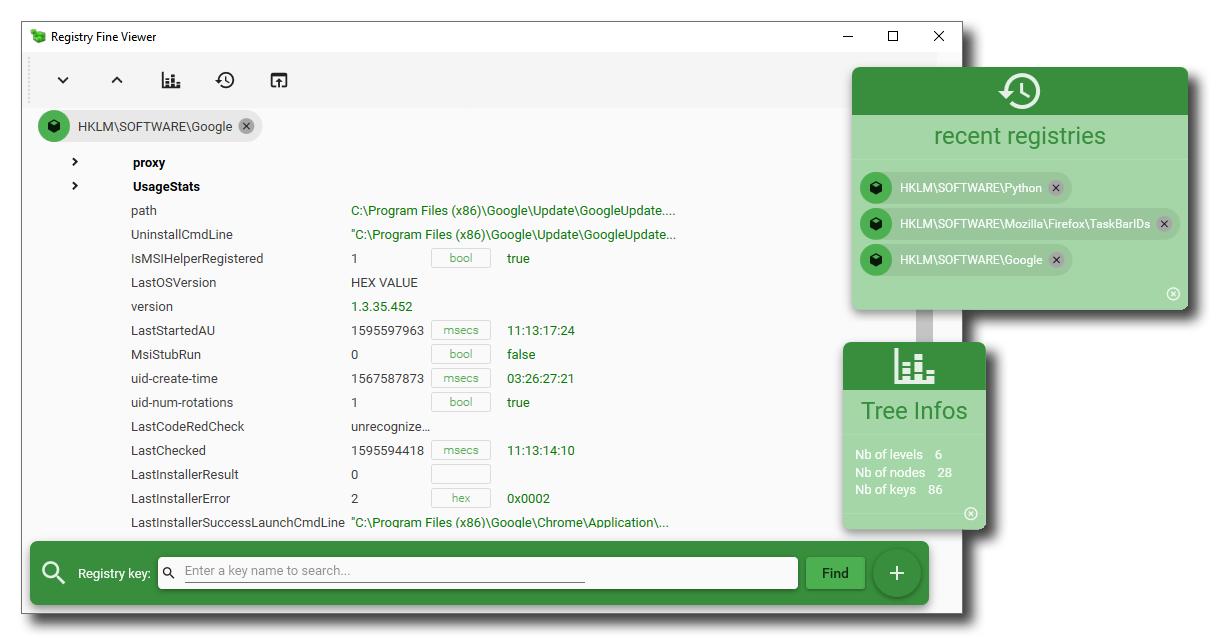 Registry Fine Viewer
HKLM\SOFTWARE\Google
proxy
UsageStats
path C:\Program Files (x86)\Google\Update\GoogleUpdate....
UninstallCmdLine "C:\Program Files (x86)\Google\Update\GoogleUpdate...
IsMSIHelperRegistered 1 bool true
LastOSVersion HEX VALUE
version 1.3.35.452
LastStartedAU 1595597963 msecs 11:13:17:24
MsiStubRun 0 bool false
uid-create-time 1567587873 msecs 03:26:27:21
uid-num-rotations 1 bool true
LastCodeRedCheck unrecognize...
LastChecked 1595594418 msecs 11:13:14:10
LastInstallerResult 0
LastInstallerError 2 hex 0x0002
LastInstallerSuccessLaunchCmdLine "C:\Program Files (x86)\Google\Chrome\Application\...
Registry key: Enter a key name to search... Find
recent registries
HKLM\SOFTWARE\Python
HKLM\SOFTWARE\Mozilla\Firefox\TaskBarIDs
HKLM\SOFTWARE\Google
Tree Infos
Nb of levels 6
Nb of nodes 28
Nb of keys 86